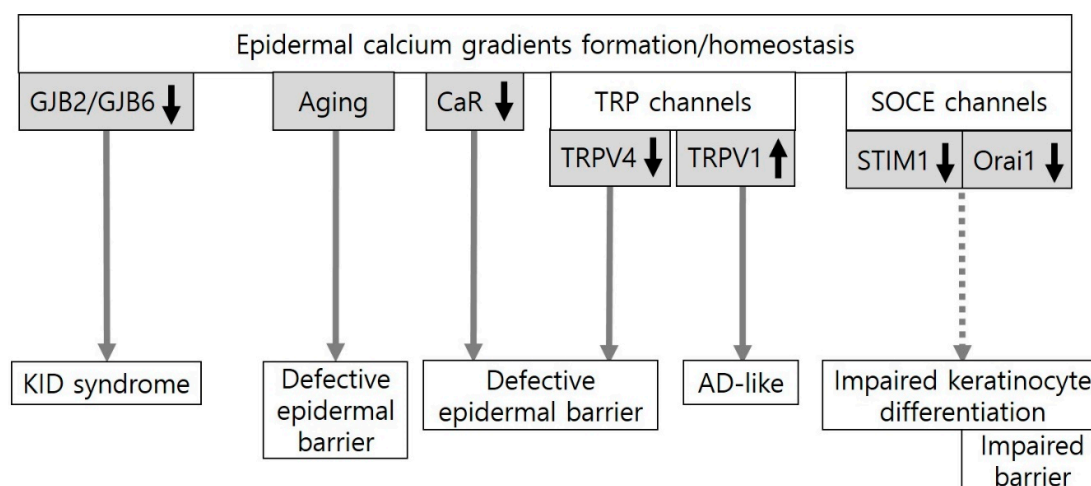 Epidermal calcium gradients formation/homeostasis
GJB2/GJB6
Aging
CaR
TRP channels
SOCE channels
TRPV4
TRPV1
STIM1
Orai1
KID syndrome
Defective
epidermal
barrier
Defective
epidermal barrier
AD-like
Impaired keratinocyte
differentiation
Impaired
barrier